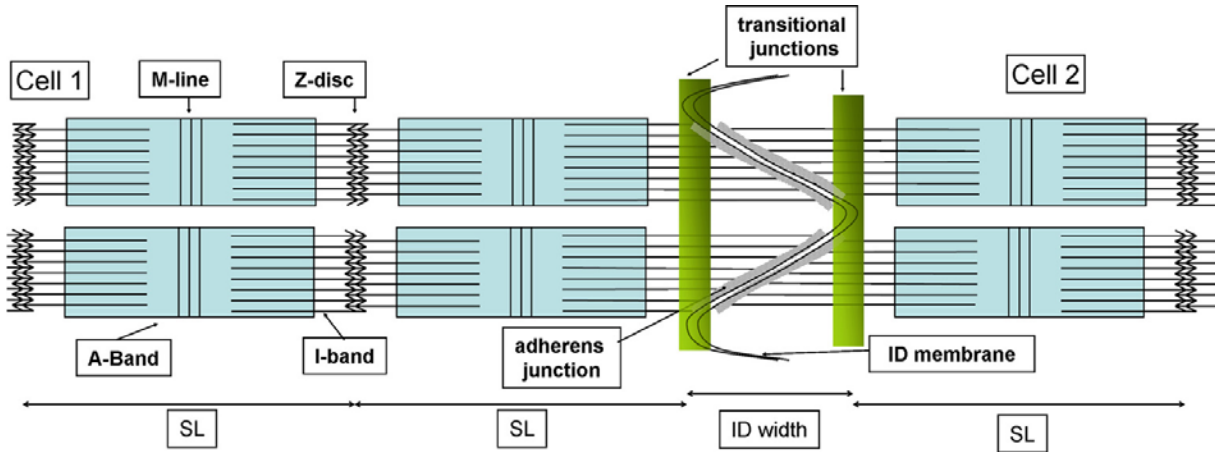 transitional
junctions
Cell 1
M-line
Z-disc
Cell 2
A-Band
I-band
adherens
junction
ID membrane
SL
SL
ID width
SL